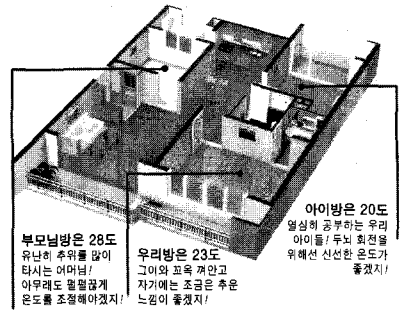 부모님방은 28도
유난히 추위를 많이
타시는 어머님!
아무래도 펄펄끓게
온도를 조절해야겠지!
우리방은 23도
그이와 꼬옥 껴안고
자기에는 조금은 추운
느낌이 좋겠지!
아이방은 20도
열심히 공부하는 우리
아이들! 두뇌 회전을
위해선 신선한 온도가
좋겠지!